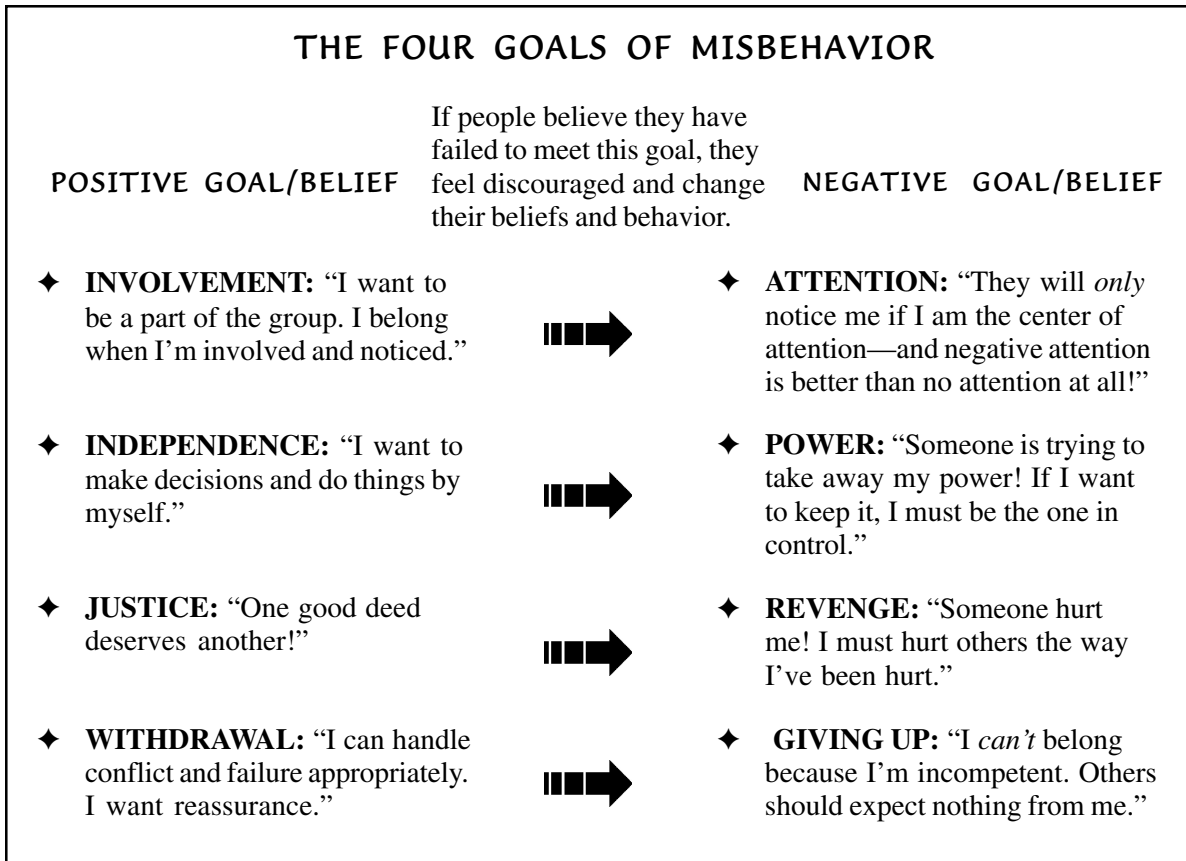 THE FOUR GOALS OF MISBEHAVIOR
If people believe they have
failed to meet this goal, they
feel discouraged and change
their beliefs and behavior.
POSITIVE GOAL/BELIEF
NEGATIVE GOAL/BELIEF
✦ INVOLVEMENT: “I want to
be a part of the group. I belong
when I’m involved and noticed.”
✦ ATTENTION: “They will only
notice me if I am the center of
attention—and negative attention
is better than no attention at all!”
✦ INDEPENDENCE: “I want to
make decisions and do things by
myself.”
✦ POWER: “Someone is trying to
take away my power! If I want
to keep it, I must be the one in
control.”
✦ JUSTICE: “One good deed
deserves another!”
✦ REVENGE: “Someone hurt
me! I must hurt others the way
I’ve been hurt.”
✦ WITHDRAWAL: “I can handle
conflict and failure appropriately.
I want reassurance.”
✦ GIVING UP: “I can’t belong
because I’m incompetent. Others
should expect nothing from me.”